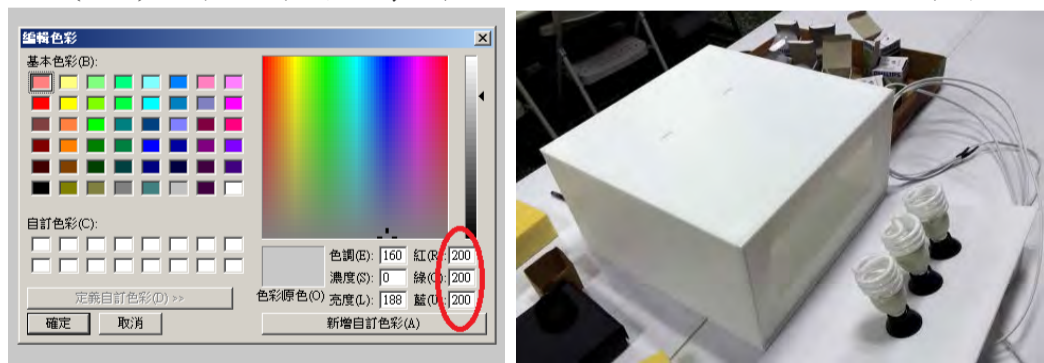 編輯色彩
基本色彩(B):
自訂色彩(C):
定義自訂色彩(D) >>
確定
取消
色彩|原色(O)
色調(E): 160
濃度(S): 0
亮度(L): 188
紅(R): 200
綠(G): 200
藍(U): 200
新增自訂色彩(A)
PHILIPS